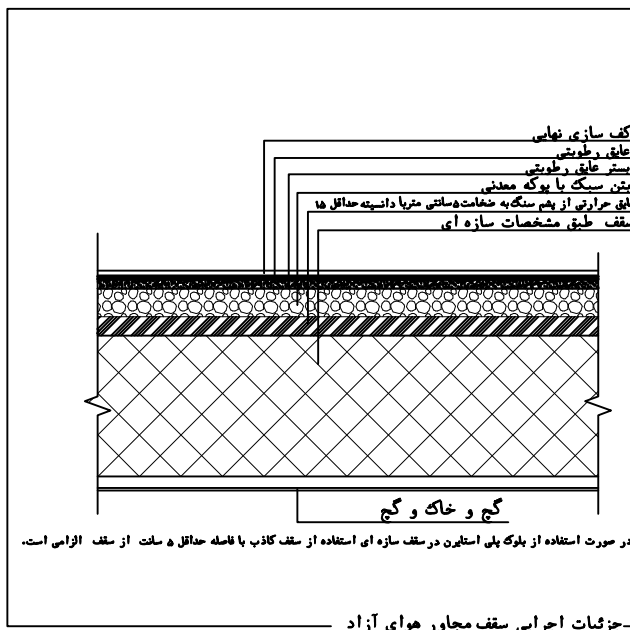 کف سازی نهایی
عایق رطوبتی
بستر عایق رطوبتی
بتن سبک با پوکه معدنی
عایق حرارتی از پشم سنگ به ضخامت ۵ سانتی متر با دانسیته حداقل ۱۵
سقف طبق مشخصات سازه ای
گچ و خاک و گچ
در صورت استفاده از بلوک پلی استایرن در سقف سازه ای استفاده از سقف کاذب با فاصله حداقل ۵ سانت از سقف الزامی است.
جزئیات اجرایی سقف مجاور هوای آزاد